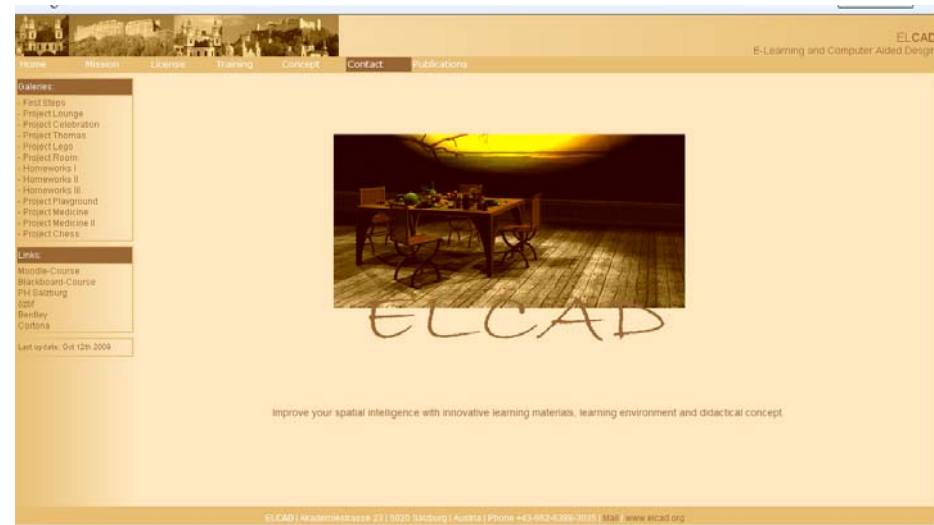 ELCAD
E-Learning and Computer Aided Desgin
Home Mission License Training Concept Contact Publications
Galeries:
- First Steps
- Project Lounge
- Project Celebration
- Project Thomas
- Project Lego
- Project Room
- Homeworks I
- Homeworks II
- Homeworks III
- Project Playground
- Project Medicine
- Project Medicine II
- Project Chess
Links:
Moodle-Course
Blackboard-Course
PH Salzburg
özbf
Bentley
Cortona
Last update: Oct 12th 2009
ELCAD
Improve your spatial intelligence with innovative learning materials, learning environment and didactical concept.
ELCAD | Akademiestrasse 23 | 5020 Salzburg | Austria | Phone +43-662-6388-3035 | Mail | www.elcad.org